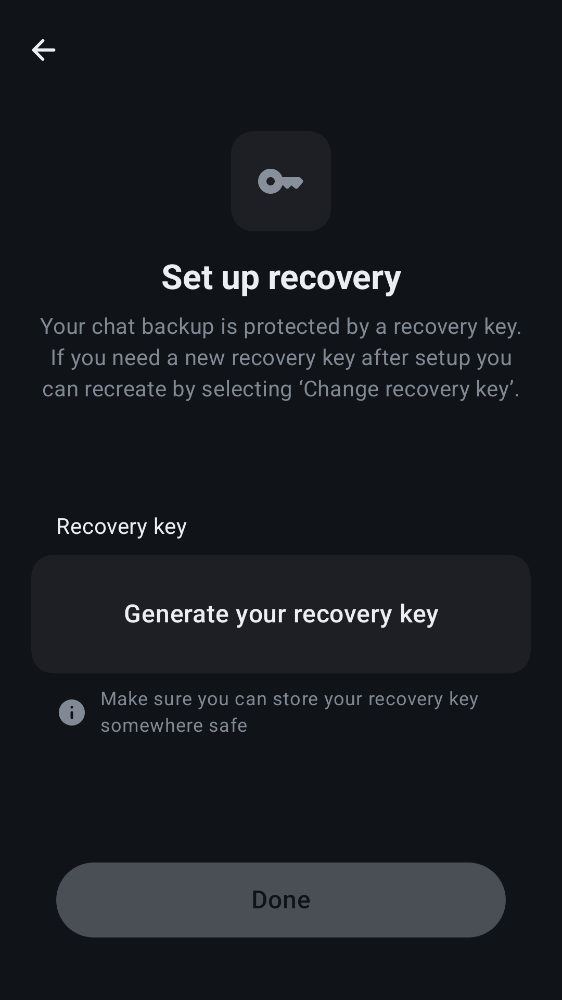 Set up recovery
Your chat backup is protected by a recovery key.
If you need a new recovery key after setup you
can recreate by selecting ‘Change recovery key’.
Recovery key
Generate your recovery key
Make sure you can store your recovery key
somewhere safe
Done